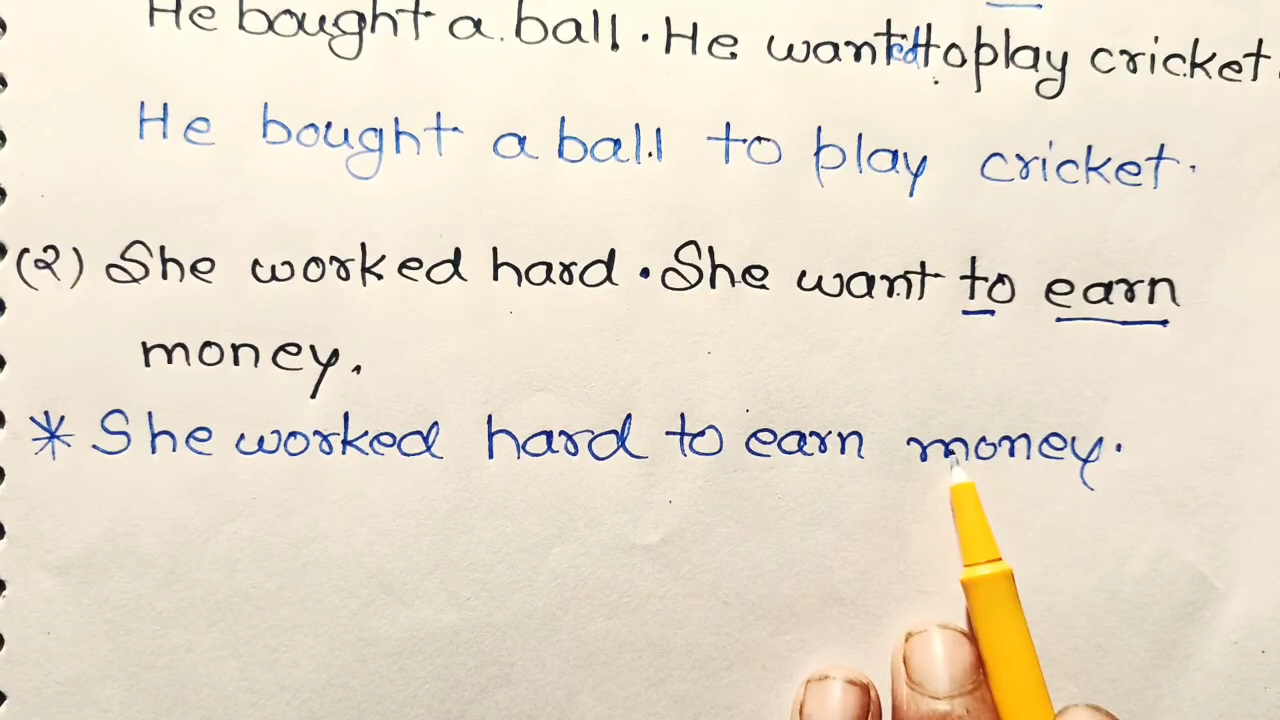 He bought a ball. He wanted to play cricket.
He bought a ball to play cricket.
(2) She worked hard. She want to earn
money.
* She worked hard to earn money.